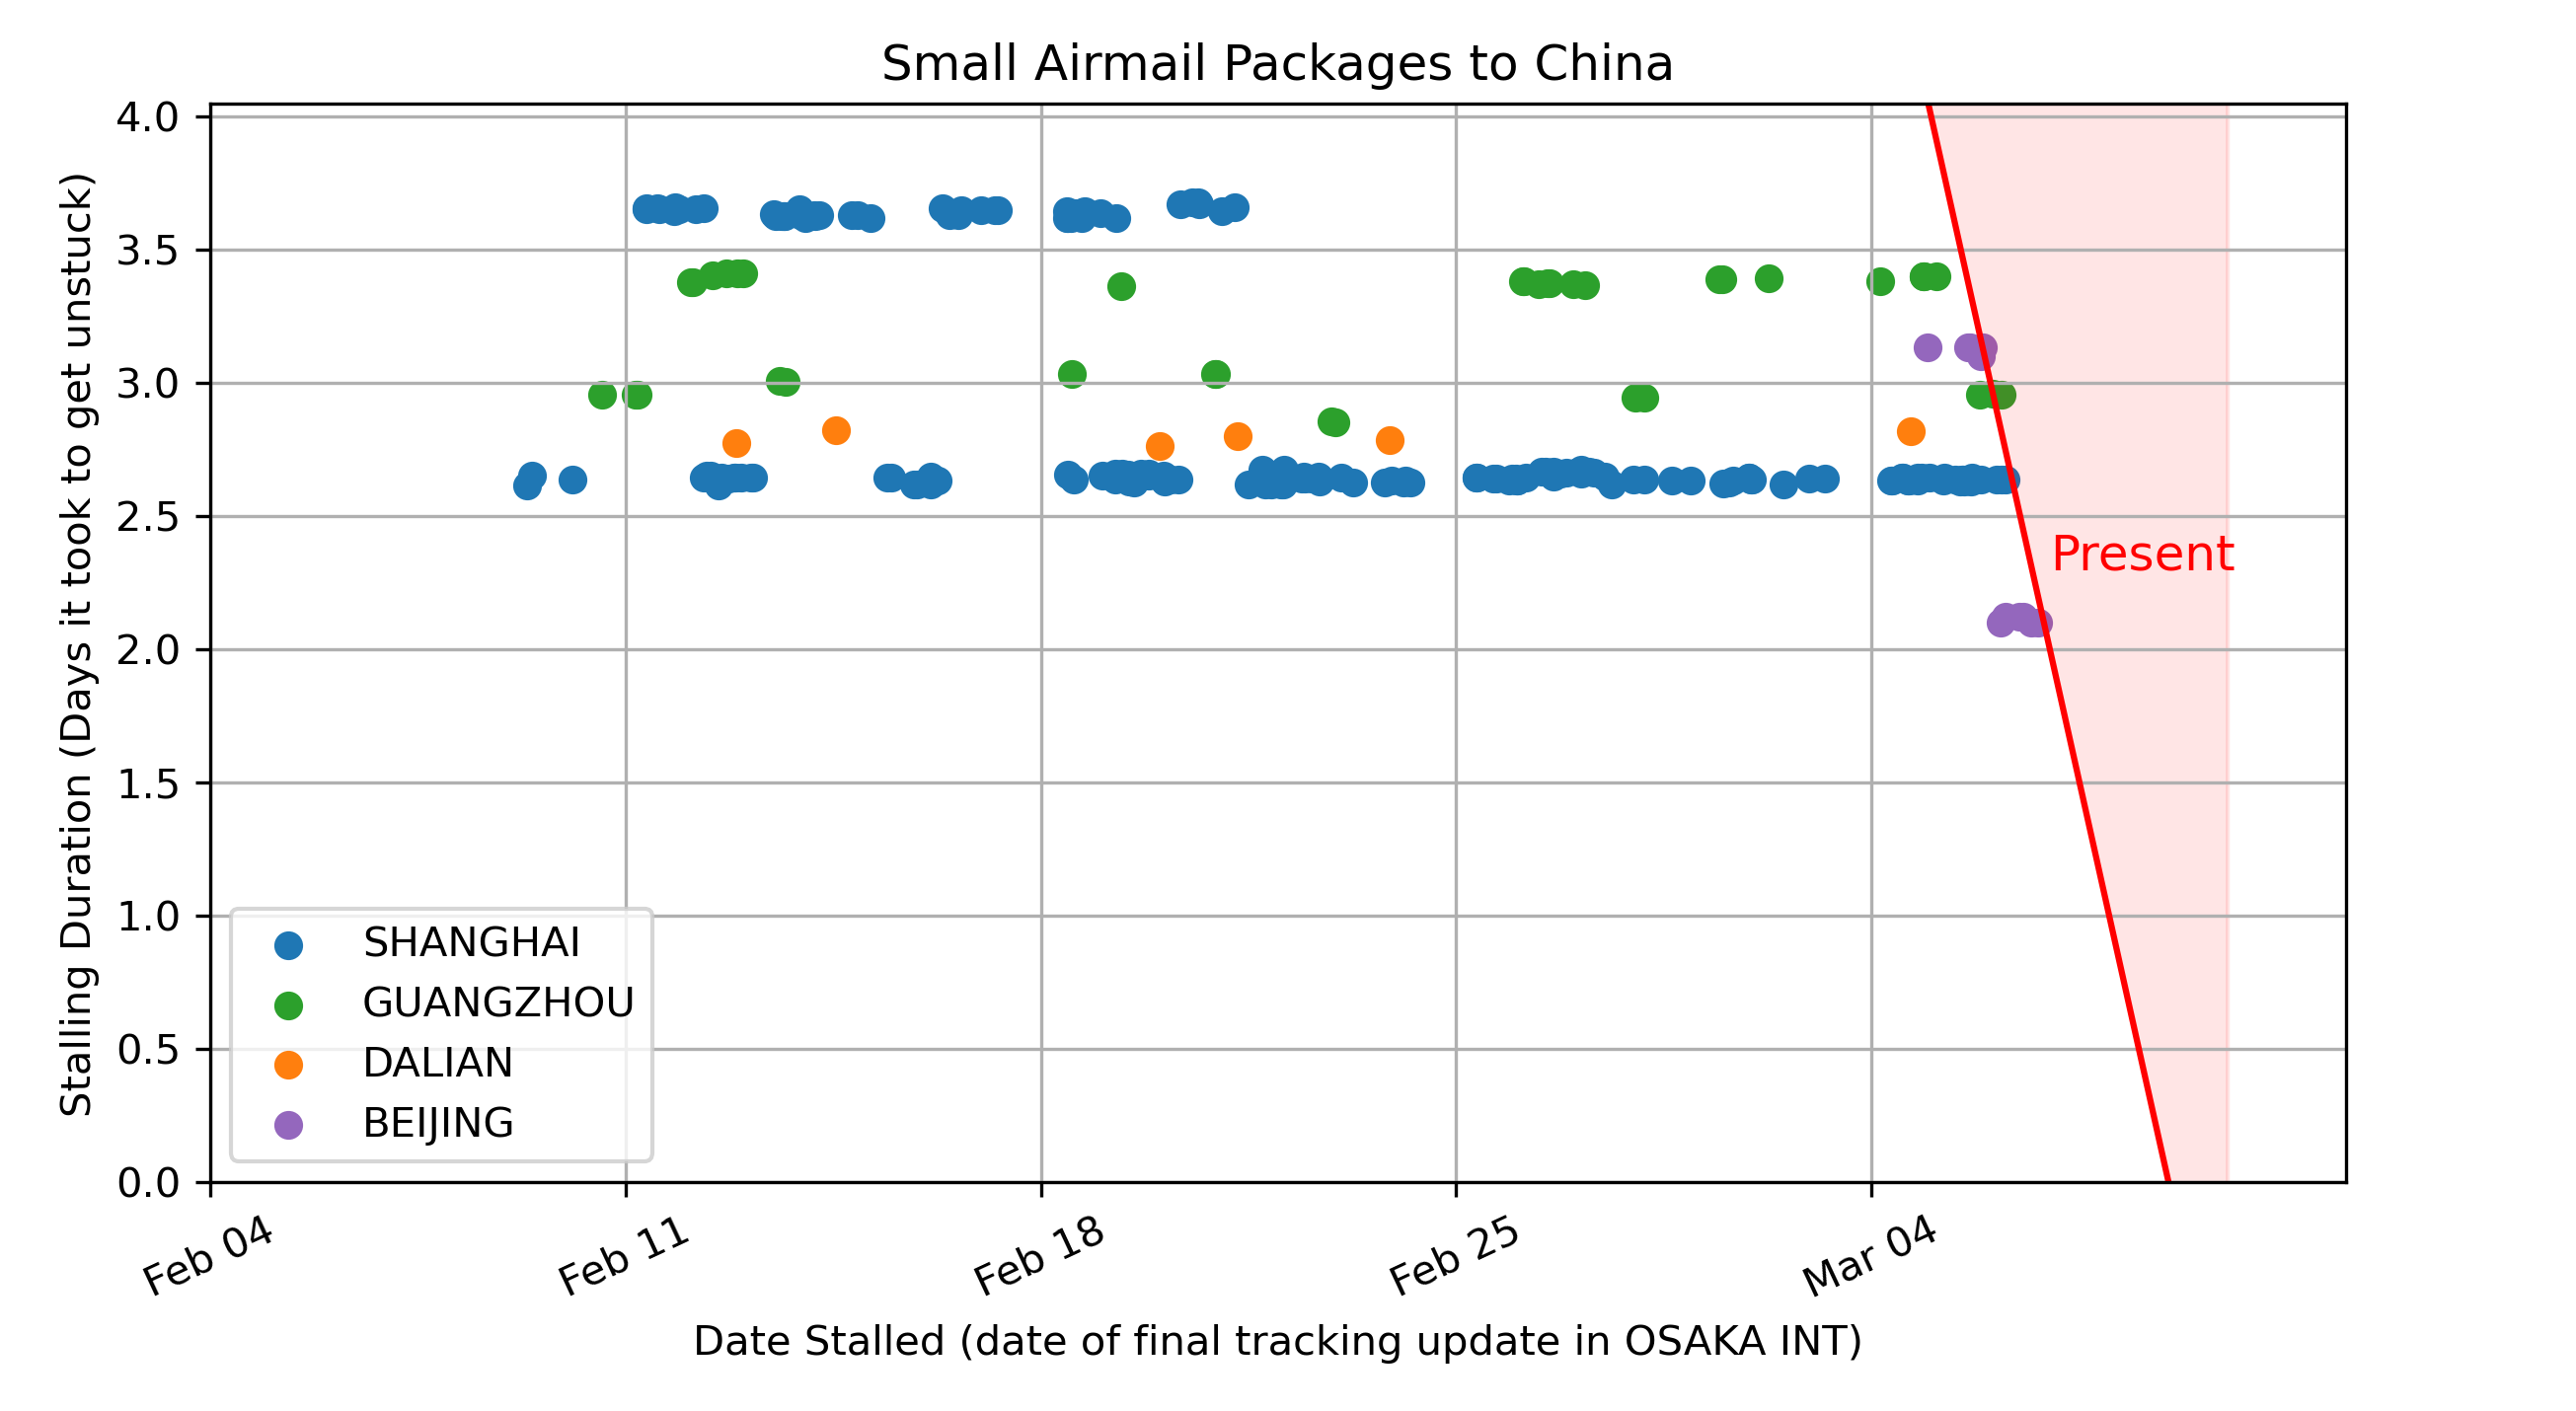 Small Airmail Packages to China
Stalling Duration (Days it took to get unstuck)
4.0
3.5
3.0
2.5
2.0
1.5
1.0
0.5
0.0
Present
SHANGHAI
GUANGZHOU
DALIAN
BEIJING
Feb 04
Feb 11
Feb 18
Feb 25
Mar 04
Date Stalled (date of final tracking update in OSAKA INT)